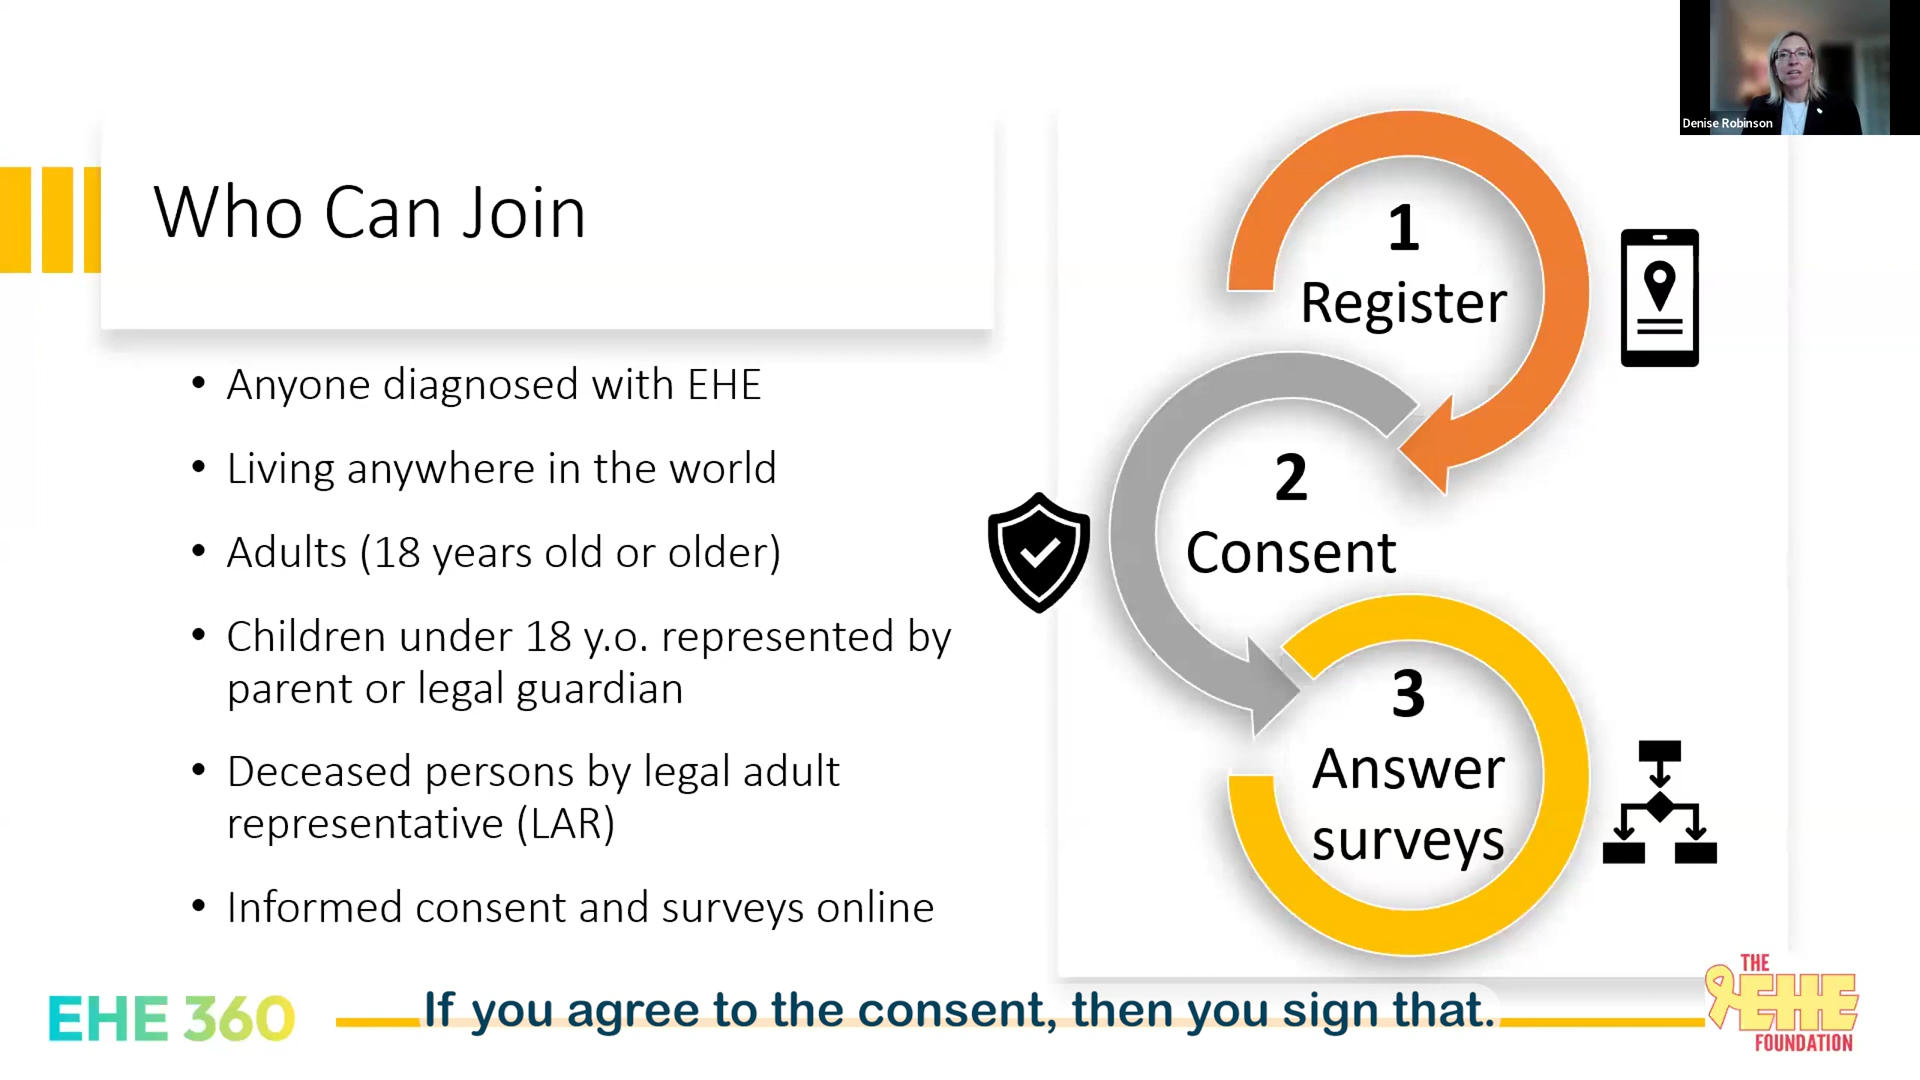 Denise Robinson
Who Can Join
• Anyone diagnosed with EHE
• Living anywhere in the world
• Adults (18 years old or older)
• Children under 18 y.o. represented by
parent or legal guardian
• Deceased persons by legal adult
representative (LAR)
• Informed consent and surveys online
1
Register
2
Consent
3
Answer
surveys
EHE 360
If you agree to the consent, then you sign that.
THE
EHE
FOUNDATION